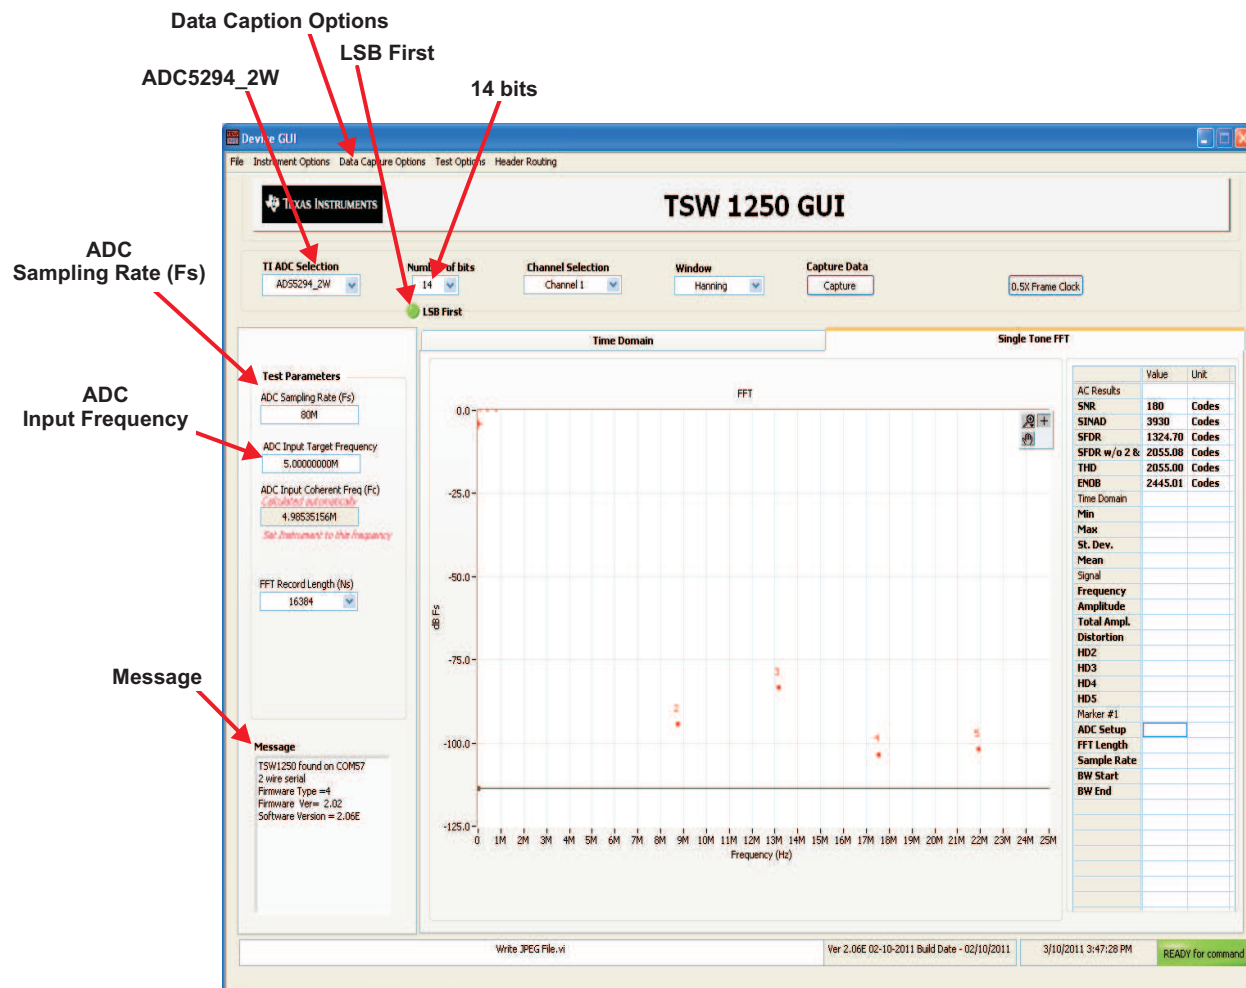 Data Caption Options
LSB First
ADC5294_2W
14 bits
Device GUI
File Instrument Options Data Capture Options Test Options Header Routing
TEXAS INSTRUMENTS
TSW 1250 GUI
ADC
Sampling Rate (Fs)
TI ADC Selection
Number of bits
Channel Selection
Window
Capture Data
ADS5294_2W
14
Channel 1
Hanning
Capture
0.5X Frame Clock
LSB First
Time Domain
Single Tone FFT
Test Parameters
ADC Sampling Rate (Fs)
80M
ADC
Input Frequency
ADC Input Target Frequency
5.00000000M
ADC Input Coherent Freq (Fc)
Calculated automatically
4.98535156M
Set Instrument to this frequency
FFT Record Length (Ns)
16384
Message
Message
TSW1250 found on COM57
2 wire serial
Firmware Type =4
Firmware Ver= 2.02
Software Version = 2.06E
FFT
dB Fs
0.0
-25.0
-50.0
-75.0
-100.0
-125.0
2
3
4
5
0 1M 2M 3M 4M 5M 6M 7M 8M 9M 10M 11M 12M 13M 14M 15M 16M 17M 18M 19M 20M 21M 22M 23M 24M 25M
Frequency (Hz)
Value Unit
AC Results
SNR 180 Codes
SINAD 3930 Codes
SFDR 1324.70 Codes
SFDR w/o 2 & 2055.08 Codes
THD 2055.00 Codes
ENOB 2445.01 Codes
Time Domain
Min
Max
St. Dev.
Mean
Signal
Frequency
Amplitude
Total Ampl.
Distortion
HD2
HD3
HD4
HD5
Marker #1
ADC Setup
FFT Length
Sample Rate
BW Start
BW End
Write JPEG File.vi
Ver 2.06E 02-10-2011 Build Date - 02/10/2011
3/10/2011 3:47:28 PM
READY for command